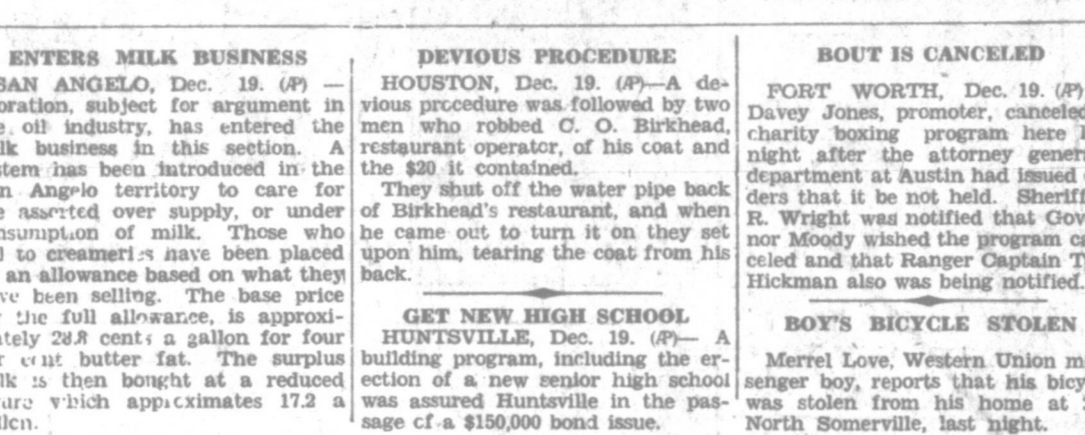 ENTERS MILK BUSINESS
SAN ANGELO, Dec. 19. (AP) —
oration, subject for argument in
e oil industry, has entered the
lk business in this section. A
stem has been introduced in the
n Angelo territory to care for
e asserted over supply, or under
nsumption of milk. Those who
l to creameries have been placed
an allowance based on what they
ve been selling. The base price
the full allowance, is approxi-
tely 28.8 cents a gallon for four
r cent butter fat. The surplus
lk is then bought at a reduced
ure which approximates 17.2 a
llon.
DEVIOUS PROCEDURE
HOUSTON, Dec. 19. (AP)—A de-
vious procedure was followed by two
men who robbed C. O. Birkhead,
restaurant operator, of his coat and
the $20 it contained.
They shut off the water pipe back
of Birkhead's restaurant, and when
he came out to turn it on they set
upon him, tearing the coat from his
back.
GET NEW HIGH SCHOOL
HUNTSVILLE, Dec. 19. (AP)— A
building program, including the er-
ection of a new senior high school
was assured Huntsville in the pas-
sage of a $150,000 bond issue.
BOUT IS CANCELED
FORT WORTH, Dec. 19. (AP)
Davey Jones, promoter, cancele
charity boxing program here
night after the attorney gener
department at Austin had issued
ders that it be not held. Sheriff
R. Wright was notified that Gov
nor Moody wished the program ca
celed and that Ranger Captain T
Hickman also was being notified.
BOY'S BICYCLE STOLEN
Merrel Love, Western Union m
senger boy, reports that his bicy
was stolen from his home at
North Somerville, last night.